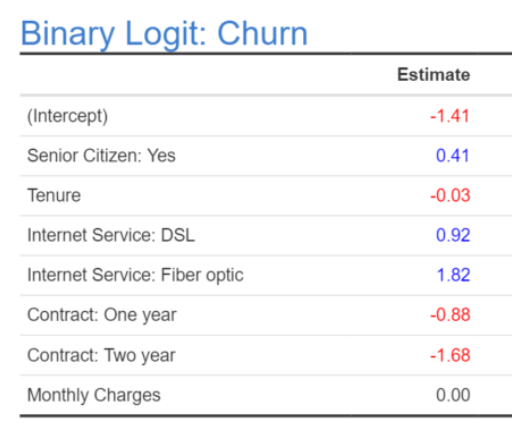 Binary Logit: Churn
Estimate
(Intercept) -1.41
Senior Citizen: Yes 0.41
Tenure -0.03
Internet Service: DSL 0.92
Internet Service: Fiber optic 1.82
Contract: One year -0.88
Contract: Two year -1.68
Monthly Charges 0.00